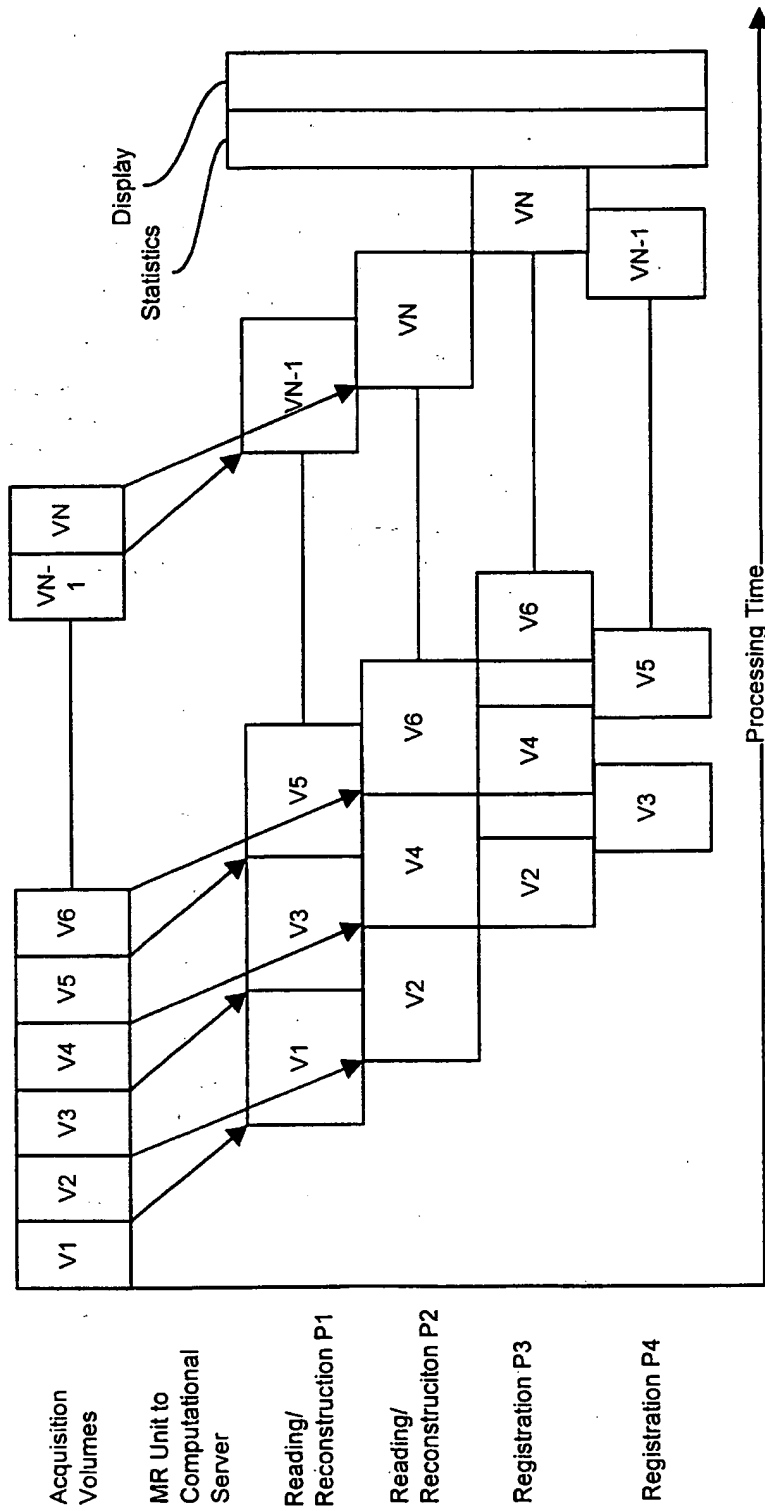 Acquisition
Volumes
V1
V2
V3
V4
V5
V6
VN-
1
VN
MR Unit to
Computational
Server
Statistics
Display
Reading/
Reconstruction P1
V1
V3
V5
VN-1
Reading/
Reconstruciton P2
V2
V4
V6
VN
Registration P3
V2
V4
V6
VN
Registration P4
V3
V5
VN-1
Processing Time